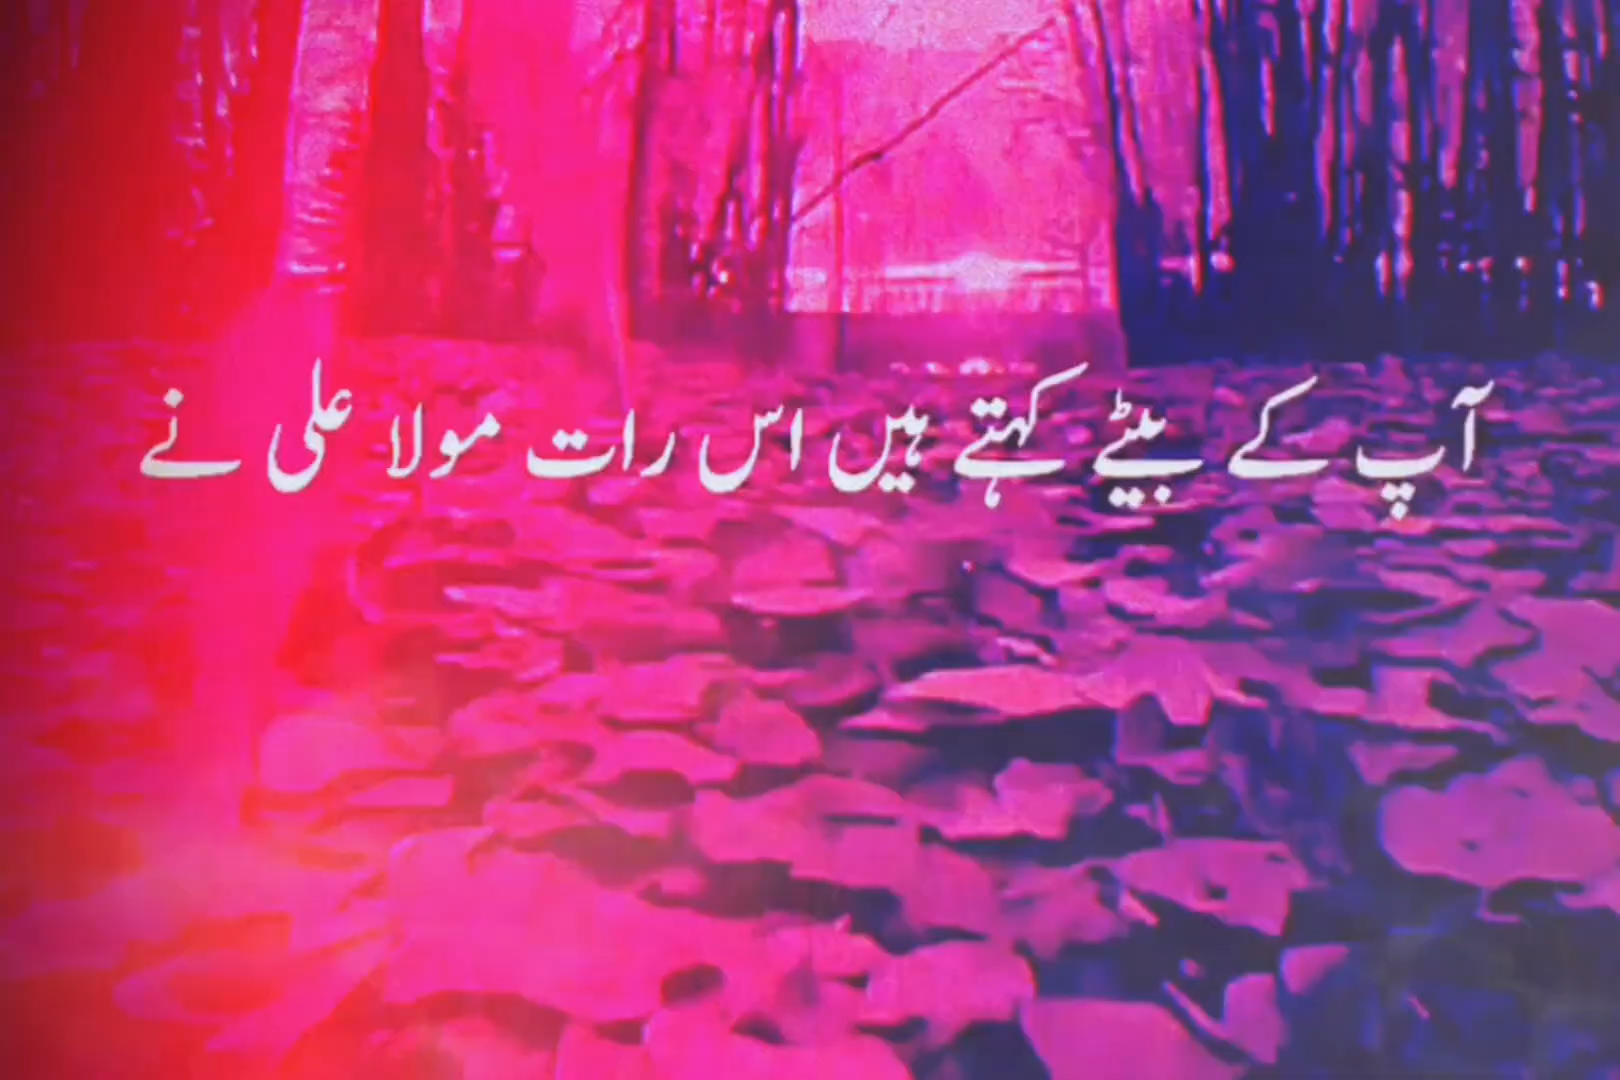 آپ کے بیٹے کہتے ہیں اس رات مولا علی نے